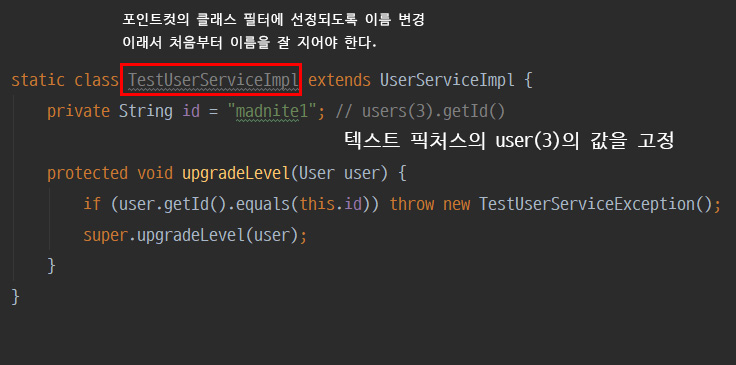 포인트컷의 클래스 필터에 선정되도록 이름 변경
이래서 처음부터 이름을 잘 지어야 한다.
static class TestUserServiceImpl extends UserServiceImpl {
private String id = "madnite1"; // users(3).getId()
텍스트 픽처스의 user(3)의 값을 고정
protected void upgradeLevel(User user) {
if (user.getId().equals(this.id)) throw new TestUserServiceException();
super.upgradeLevel(user);
}
}